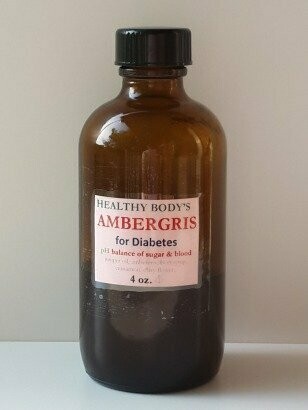 HEALTHY BODY'S
AMBERGRIS
for Diabetes
pH balance of sugar & blood
4 oz.